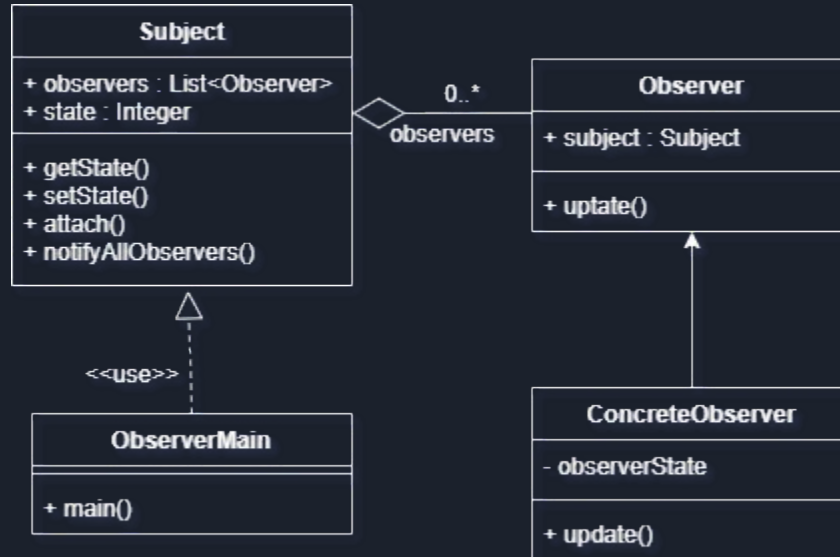 Subject
+ observers : List<Observer>
+ state : Integer
+ getState()
+ setState()
+ attach()
+ notifyAllObservers()
0..*
observers
Observer
+ subject : Subject
+ uptate()
<<use>>
ObserverMain
+ main()
ConcreteObserver
- observerState
+ update()